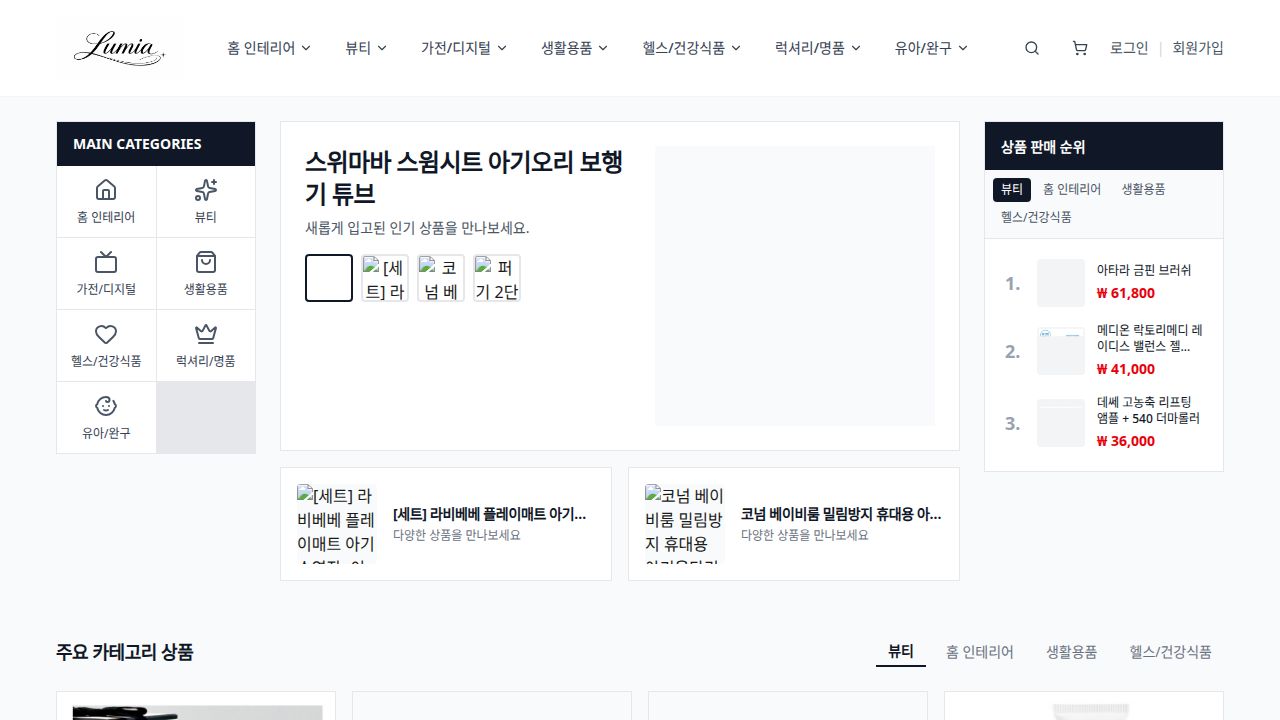 Lumia
홈 인테리어
뷰티
가전/디지털
생활용품
헬스/건강식품
럭셔리/명품
유아/완구
로그인 | 회원가입
MAIN CATEGORIES
홈 인테리어
뷰티
가전/디지털
생활용품
헬스/건강식품
럭셔리/명품
유아/완구
스위마바 스윔시트 아기오리 보행
기 튜브
새롭게 입고된 인기 상품을 만나보세요.
[세
트] 라
코
넘 베
퍼
기 2단
[세트] 라
비베베 플레
이매트 아기
[세트] 라비베베 플레이매트 아기...
다양한 상품을 만나보세요
코넘 베이
비룸 밀림방
지 휴대용
코넘 베이비룸 밀림방지 휴대용 아...
다양한 상품을 만나보세요
상품 판매 순위
뷰티
홈 인테리어
생활용품
헬스/건강식품
1.
아타라 금핀 브러쉬
₩ 61,800
2.
메디온 락토리메디 레
이디스 밸런스 젤...
₩ 41,000
3.
데쎄 고농축 리프팅
앰플 + 540 더마롤러
₩ 36,000
주요 카테고리 상품
뷰티
홈 인테리어
생활용품
헬스/건강식품